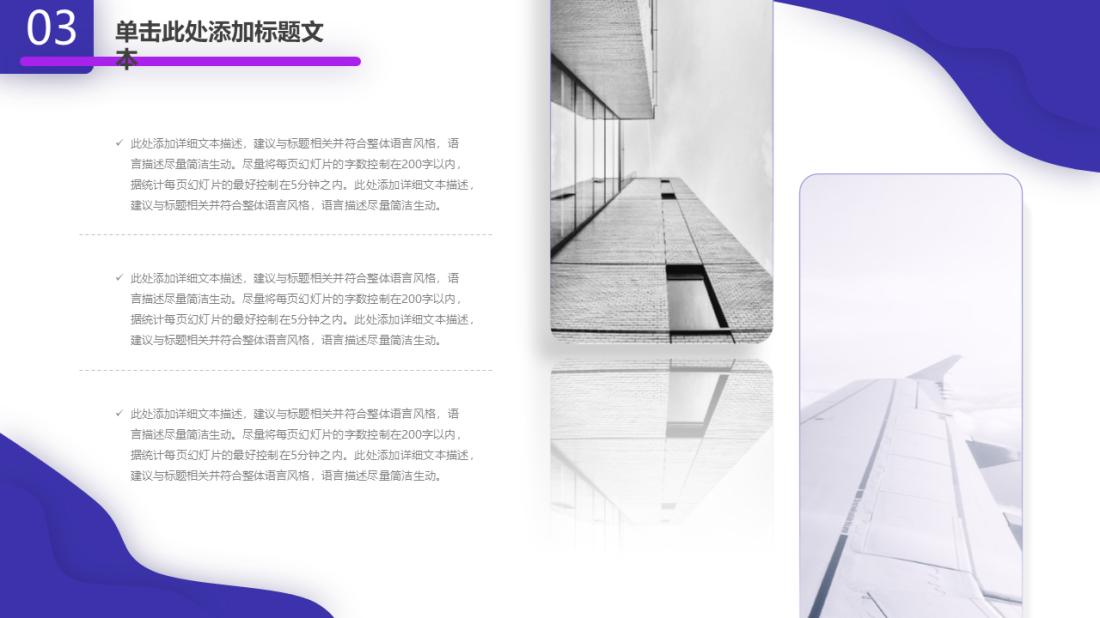 03
单击此处添加标题文
本
✓ 此处添加详细文本描述，建议与标题相关并符合整体语言风格，语
言描述尽量简洁生动。尽量将每页幻灯片的字数控制在200字以内，
据统计每页幻灯片的最好控制在5分钟之内。此处添加详细文本描述，
建议与标题相关并符合整体语言风格，语言描述尽量简洁生动。
✓ 此处添加详细文本描述，建议与标题相关并符合整体语言风格，语
言描述尽量简洁生动。尽量将每页幻灯片的字数控制在200字以内，
据统计每页幻灯片的最好控制在5分钟之内。此处添加详细文本描述，
建议与标题相关并符合整体语言风格，语言描述尽量简洁生动。
✓ 此处添加详细文本描述，建议与标题相关并符合整体语言风格，语
言描述尽量简洁生动。尽量将每页幻灯片的字数控制在200字以内，
据统计每页幻灯片的最好控制在5分钟之内。此处添加详细文本描述，
建议与标题相关并符合整体语言风格，语言描述尽量简洁生动。